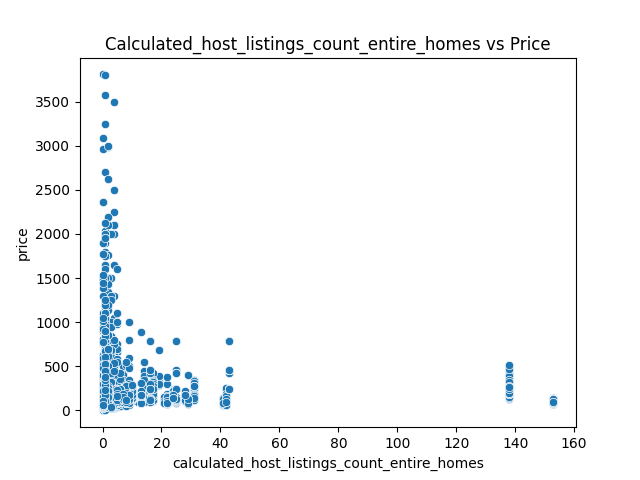 Calculated_host_listings_count_entire_homes vs Price
price
3500
3000
2500
2000
1500
1000
500
0
0 20 40 60 80 100 120 140 160
calculated_host_listings_count_entire_homes